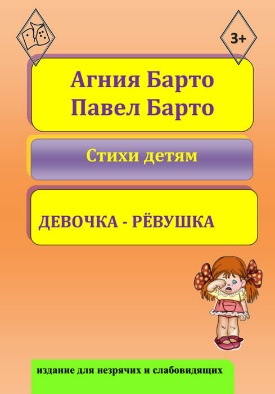 3+
Агния Барто
Павел Барто
Стихи детям
ДЕВОЧКА - РЁВУШКА
издание для незрячих и слабовидящих